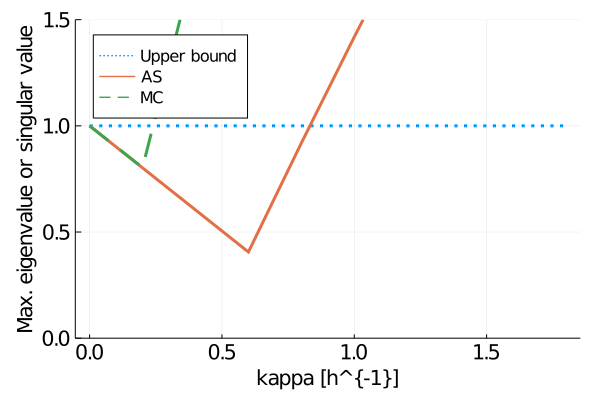 Max. eigenvalue or singular value
1.5
1.0
0.5
0.0
Upper bound
AS
MC
0.0 0.5 1.0 1.5
kappa [h^{-1}]